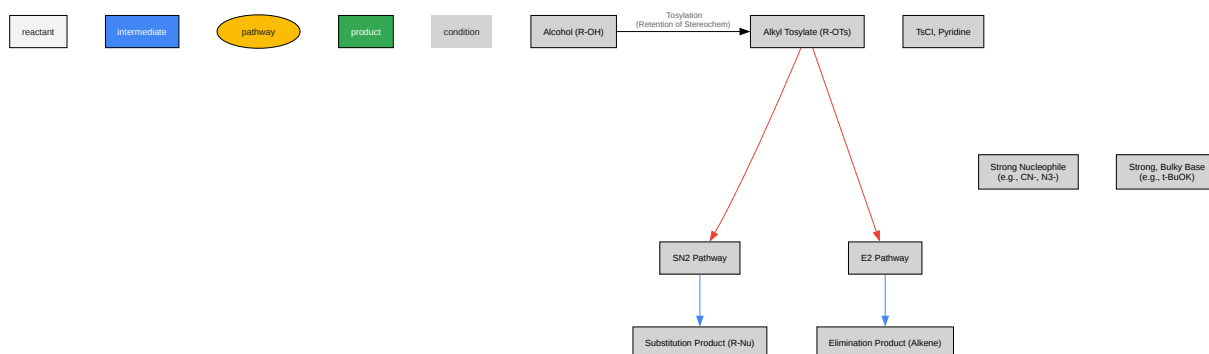 reactant
intermediate
pathway
product
condition
Alcohol (R-OH)
Tosylation
(Retention of Stereochem)
Alkyl Tosylate (R-OTs)
TsCl, Pyridine
Strong Nucleophile
(e.g., CN-, N3-)
Strong, Bulky Base
(e.g., t-BuOK)
SN2 Pathway
E2 Pathway
Substitution Product (R-Nu)
Elimination Product (Alkene)